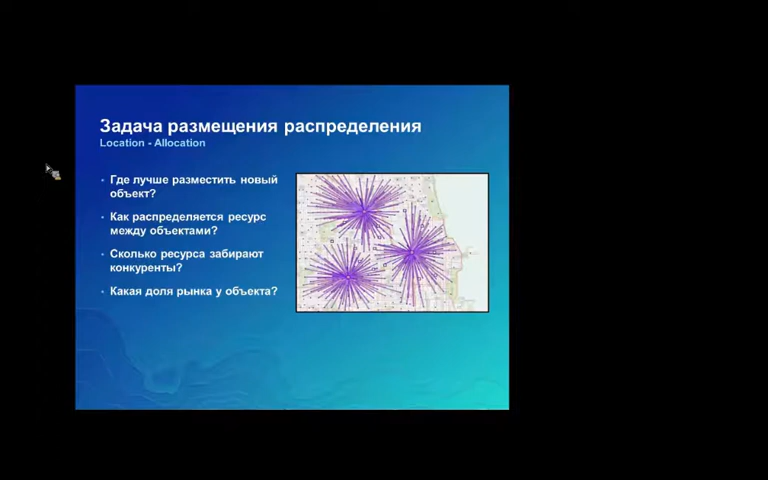 Задача размещения распределения
Location - Allocation
• Где лучше разместить новый
объект?
• Как распределяется ресурс
между объектами?
• Сколько ресурса забирают
конкуренты?
• Какая доля рынка у объекта?